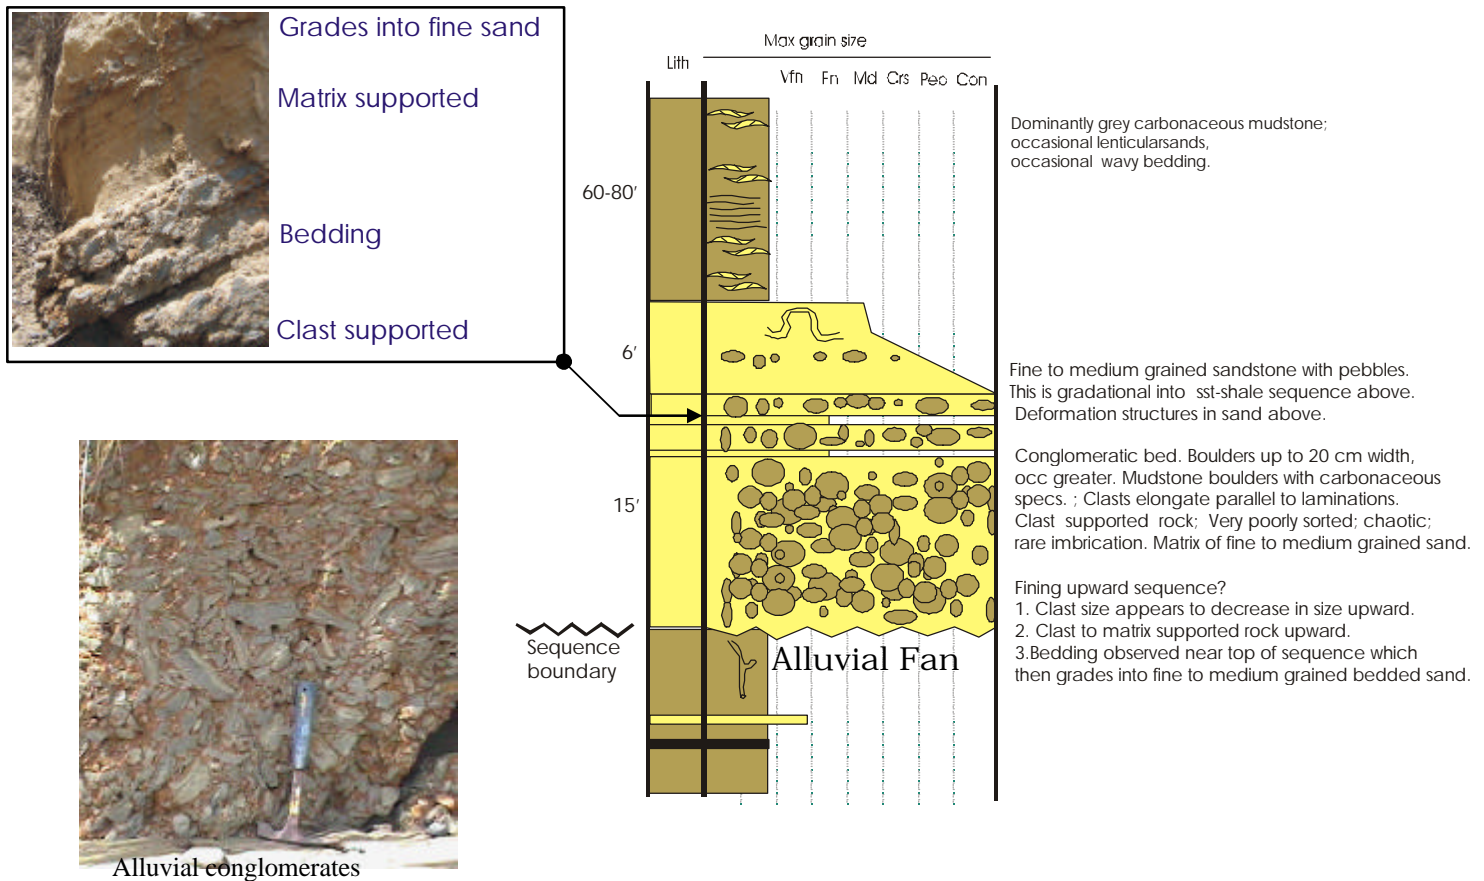 Grades into fine sand
Matrix supported
Bedding
Clast supported
Max grain size
Lith
Vfn Fn Md Crs Peb Con
60-80'
6'
15'
Dominantly grey carbonaceous mudstone;
occasional lenticularsands,
occasional wavy bedding.
Fine to medium grained sandstone with pebbles.
This is gradational into sst-shale sequence above.
Deformation structures in sand above.
Conglomeratic bed. Boulders up to 20 cm width,
occ greater. Mudstone boulders with carbonaceous
specs. ; Clasts elongate parallel to laminations.
Clast supported rock; Very poorly sorted; chaotic;
rare imbrication. Matrix of fine to medium grained sand.
Fining upward sequence?
1. Clast size appears to decrease in size upward.
2. Clast to matrix supported rock upward.
3.Bedding observed near top of sequence which
then grades into fine to medium grained bedded sand.
Sequence
boundary
Alluvial Fan
Alluvial conglomerates